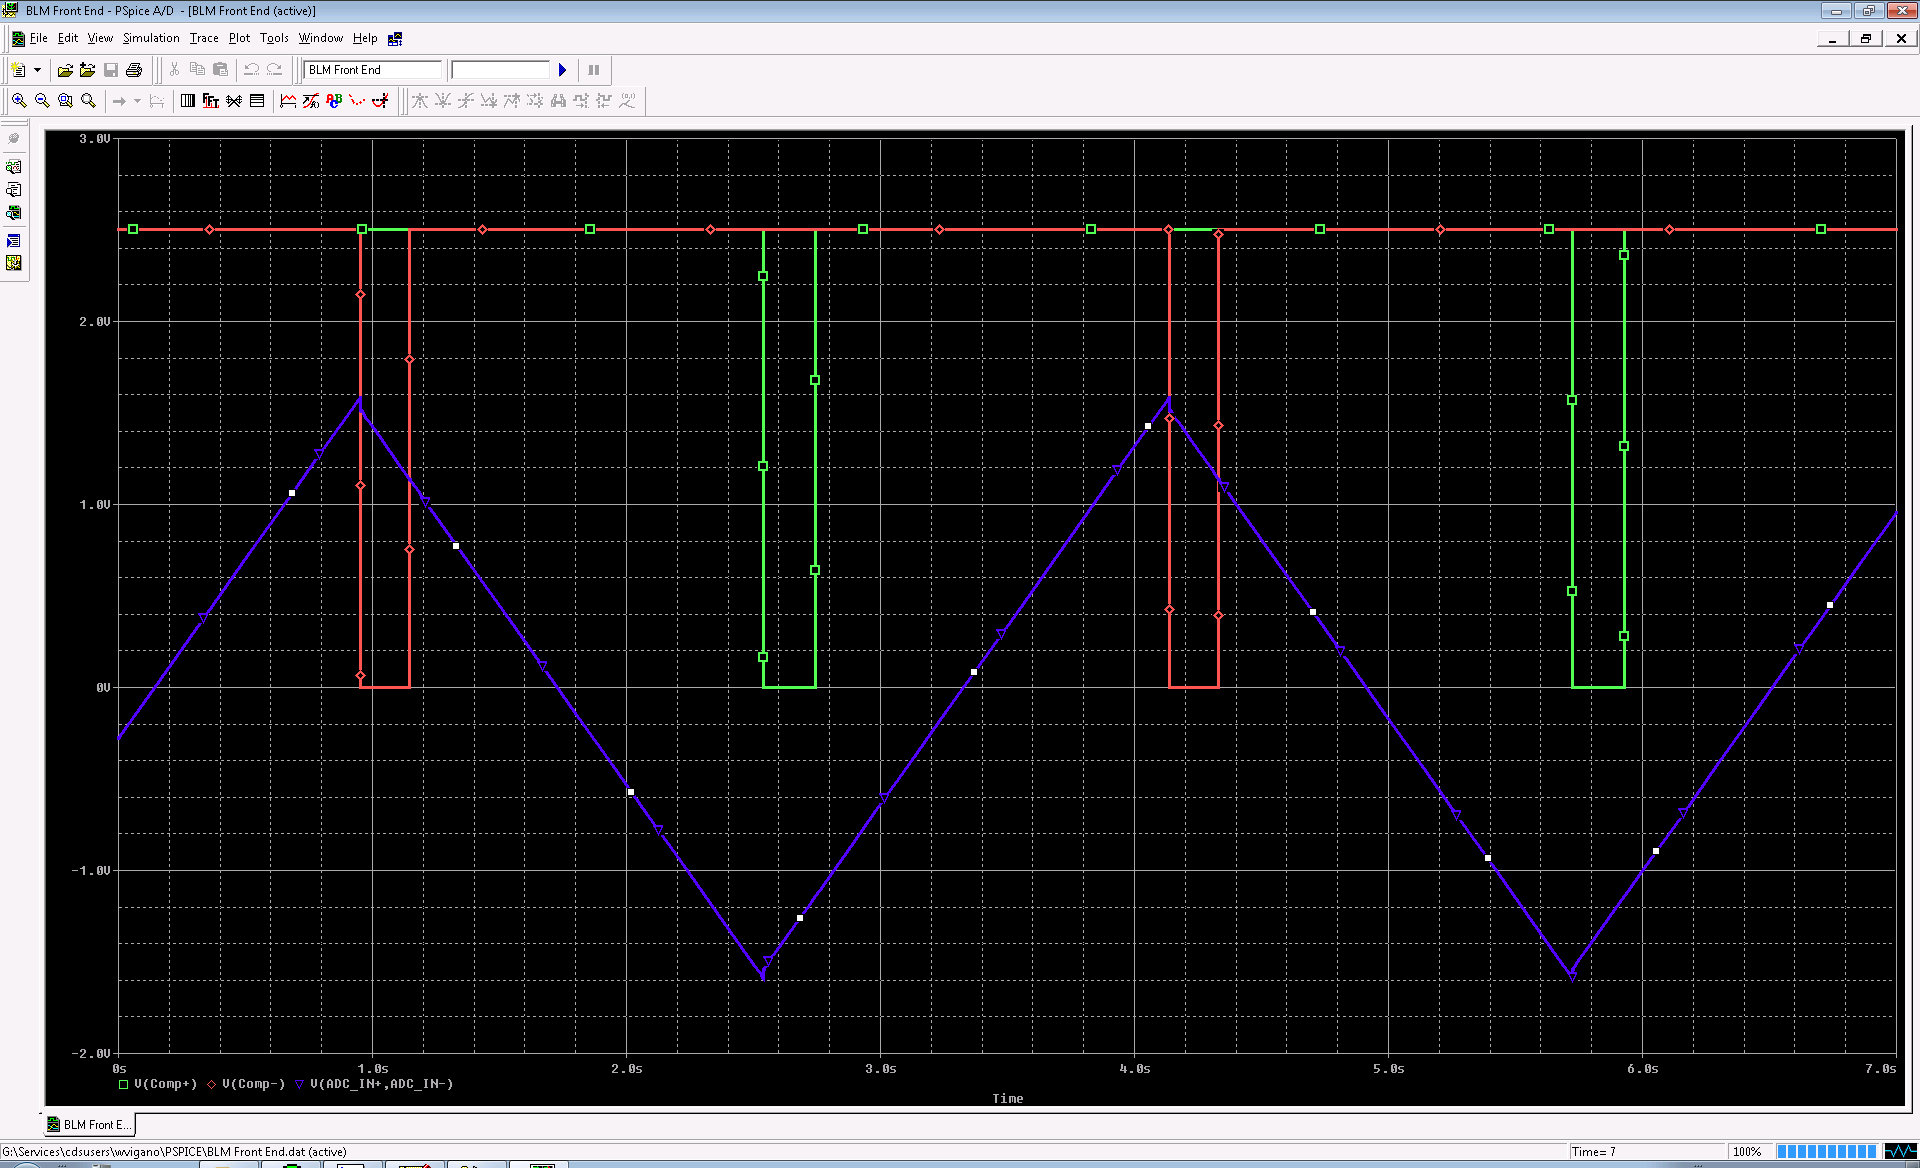 BLM Front End - PSpice A/D - [BLM Front End (active)]
File Edit View Simulation Trace Plot Tools Window Help
BLM Front End
3.0V
2.0V
1.0V
0V
-1.0V
-2.0V
0s 1.0s 2.0s 3.0s 4.0s 5.0s 6.0s 7.0s
V(Comp+) V(Comp-) V(ADC_IN+,ADC_IN-)
Time
BLM Front E...
G:\Services\cdsusers\wvigano\PSPICE\BLM Front End.dat (active) Time= 7 100%